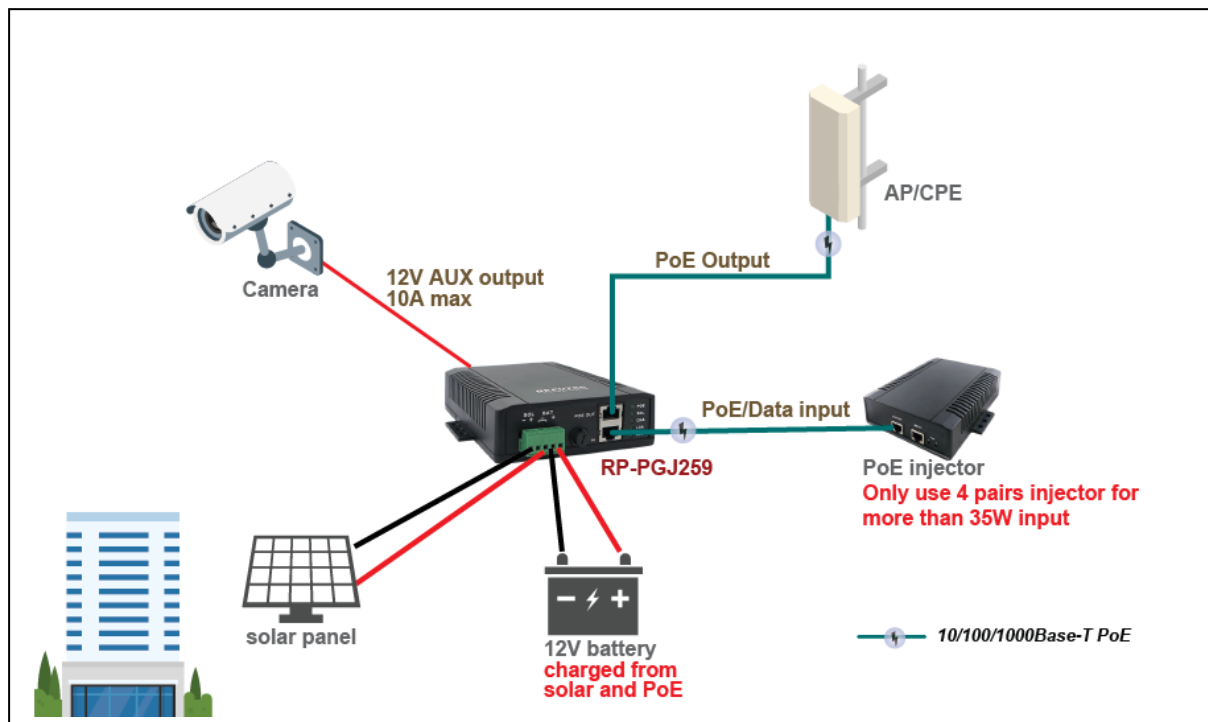 AP/CPE
PoE Output
Camera
12V AUX output
10A max
SOL
BAT
PoE/Data input
RP-PGJ259
PoE injector
Only use 4 pairs injector for
more than 35W input
solar panel
12V battery
charged from
solar and PoE
10/100/1000Base-T PoE